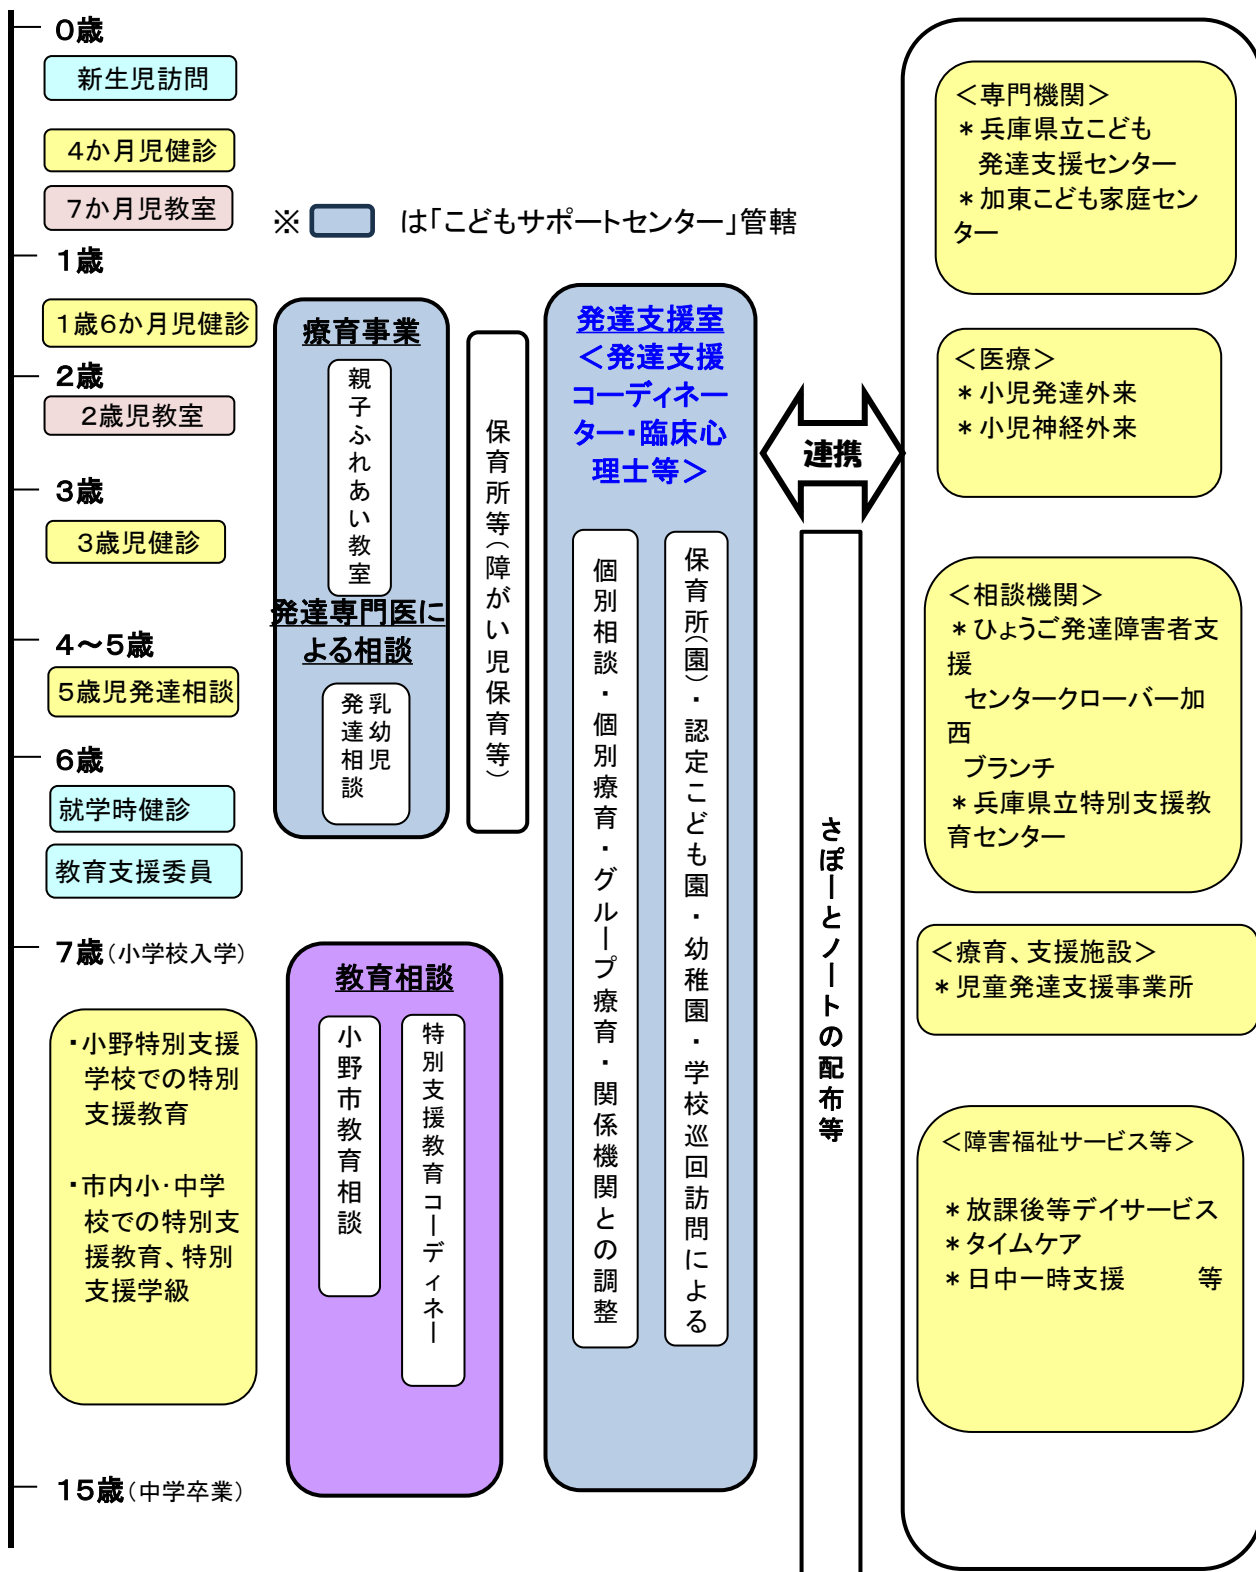 0歳
新生児訪問
4か月児健診
7か月児教室
※ は「こどもサポートセンター」管轄
1歳
1歳6か月児健診
2歳
2歳児教室
3歳
3歳児健診
4～5歳
5歳児発達相談
6歳
就学時健診
教育支援委員
7歳（小学校入学）
・小野特別支援
学校での特別
支援教育
・市内小・中学
校での特別支
援教育、特別
支援学級
15歳（中学卒業）
療育事業
親子ふれあい教室
発達専門医に
よる相談
乳幼児
発達相談
保育所等（障がい児保育等）
教育相談
小野市教育相談
特別支援教育コーディネー
発達支援室
＜発達支援
コーディネー
ター・臨床心
理士等＞
個別相談・個別療育・グループ療育・関係機関との調整
保育所（園）・認定こども園・幼稚園・学校巡回訪問による
連携
さぽーとノートの配布等
＜専門機関＞
＊兵庫県立こども
発達支援センター
＊加東こども家庭セン
ター
＜医療＞
＊小児発達外来
＊小児神経外来
＜相談機関＞
＊ひょうご発達障害者支
援
センタークローバー加
西
ブランチ
＊兵庫県立特別支援教
育センター
＜療育、支援施設＞
＊児童発達支援事業所
＜障害福祉サービス等＞
＊放課後等デイサービス
＊タイムケア
＊日中一時支援　　等